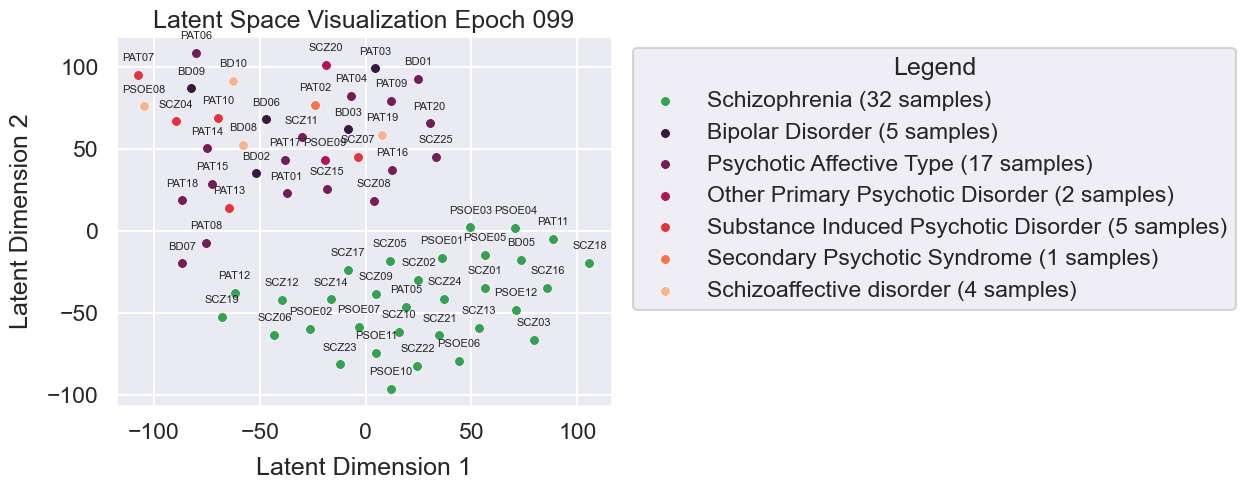 Latent Space Visualization Epoch 099
Latent Dimension 2
100
50
0
−50
−100
−100
−50
0
50
100
Latent Dimension 1
PAT06
PAT07
SCZ20
PAT03
BD01
BD10
BD09
PSOE08
PAT02
PAT04
PAT09
SCZ04
PAT10
BD06
BD03
PAT19
PAT20
PAT14
BD08
SCZ11
PAT17
PSOE09
SCZ07
SCZ25
BD02
PAT16
PAT15
SCZ15
PAT18
PAT13
PAT01
SCZ08
PAT08
BD07
PSOE03
PSOE04
PAT11
SCZ17
SCZ05
PSOE01
PSOE05
BD05
SCZ18
PAT12
SCZ12
SCZ14
SCZ09
SCZ02
SCZ24
SCZ01
SCZ16
SCZ19
PAT05
PSOE12
SCZ06
PSOE02
PSOE07
SCZ10
SCZ21
SCZ13
SCZ03
SCZ23
PSOE11
SCZ22
PSOE06
PSOE10
Legend
Schizophrenia (32 samples)
Bipolar Disorder (5 samples)
Psychotic Affective Type (17 samples)
Other Primary Psychotic Disorder (2 samples)
Substance Induced Psychotic Disorder (5 samples)
Secondary Psychotic Syndrome (1 samples)
Schizoaffective disorder (4 samples)